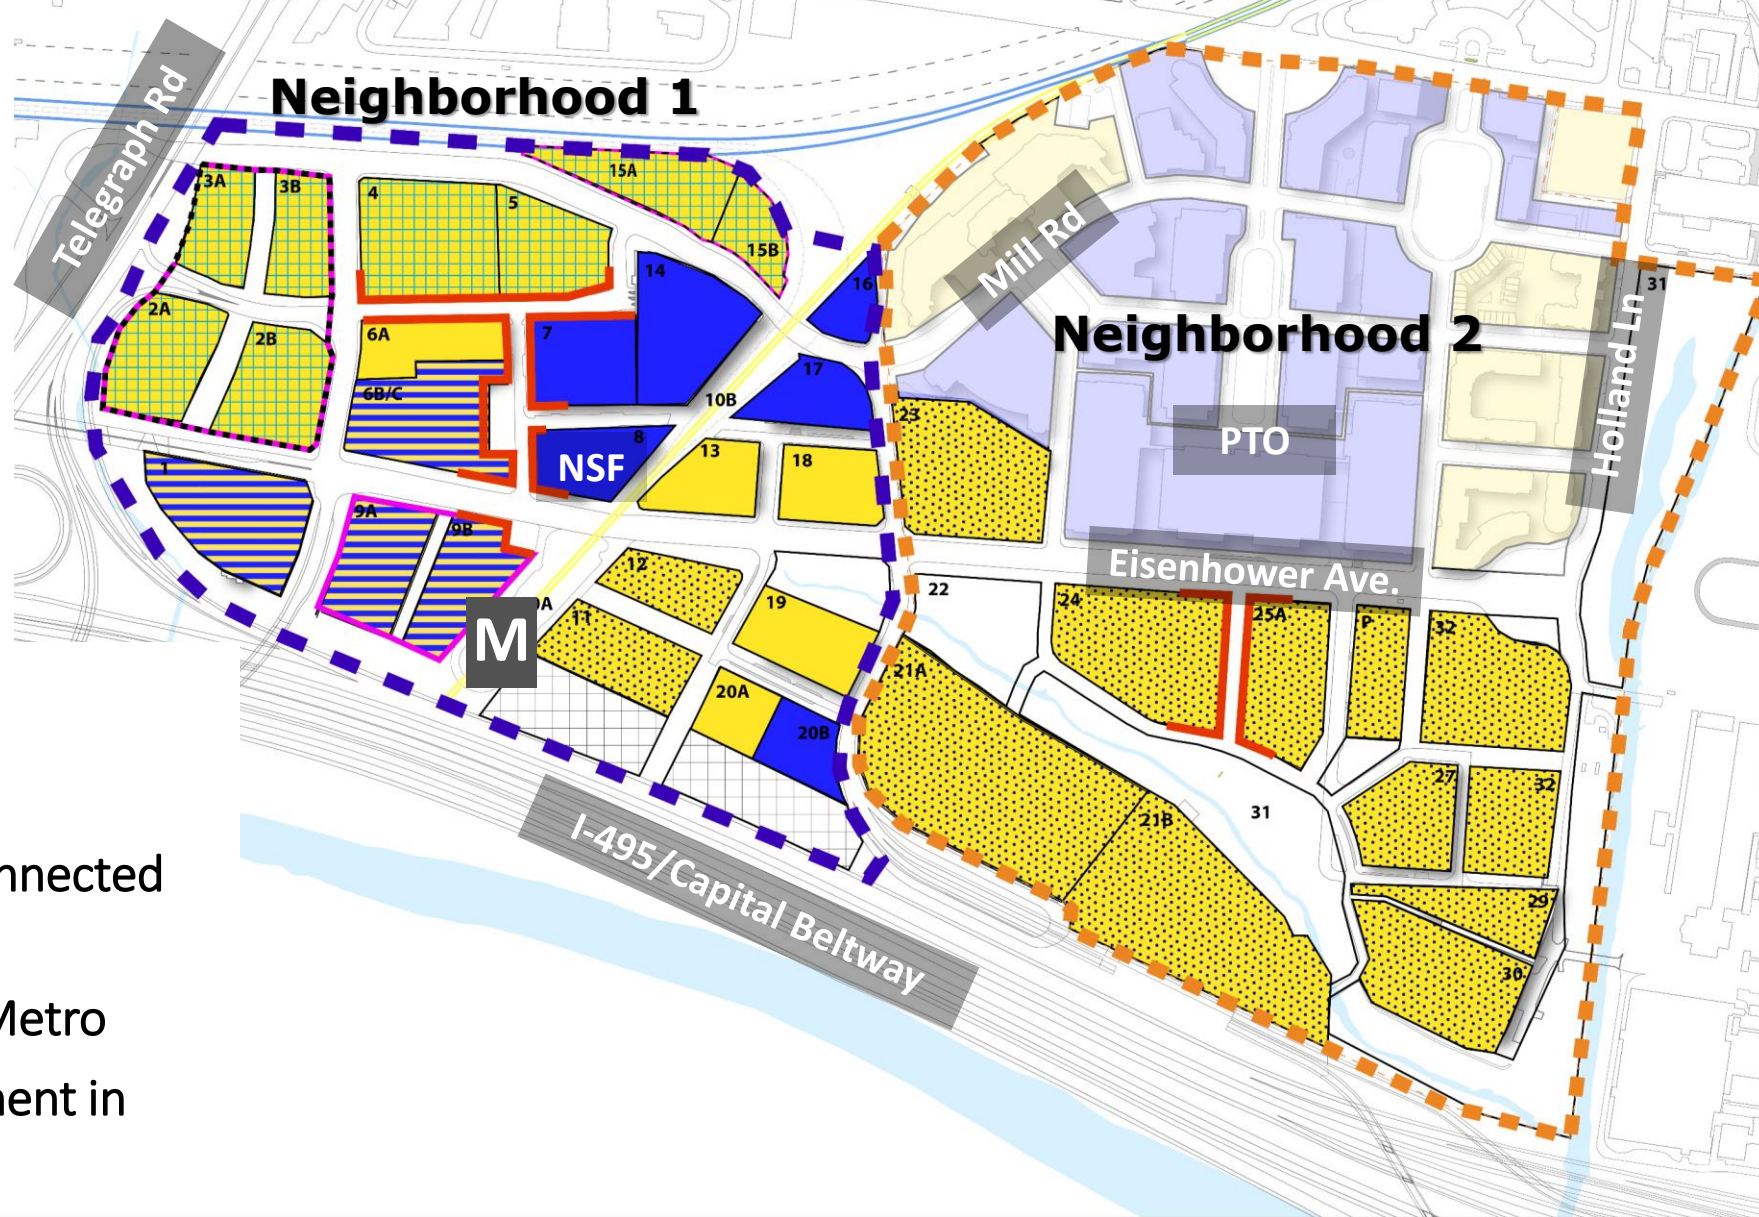 Neighborhood 1
Telegraph Rd
3A
3B
4
5
15A
15B
14
16
Mill Rd
31
Holland Ln
2A
2B
6A
7
Neighborhood 2
6B/C
10B
17
23
8
NSF
13
18
PTO
1
9A
9B
12
Eisenhower Ave.
22
M
11
19
24
25A
P
32
21A
20A
20B
27
32
I-495/Capital Beltway
21B
31
29
30
nnected
Metro
ment in